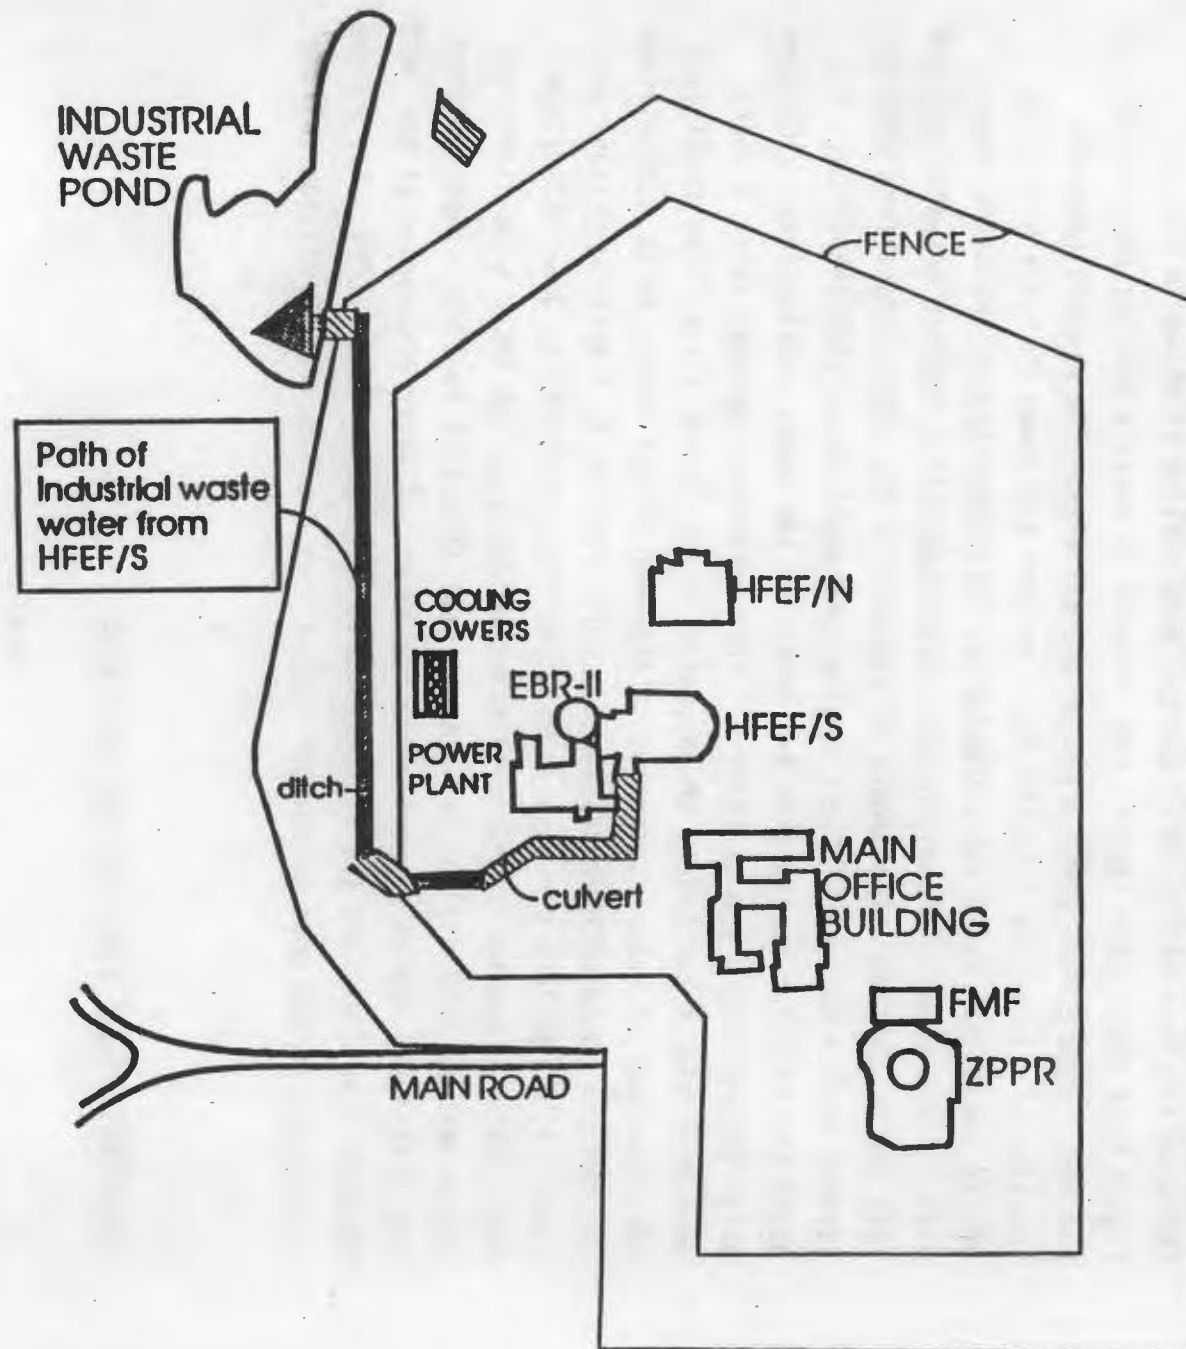 INDUSTRIAL
WASTE
POND
FENCE
Path of
Industrial waste
water from
HFEF/S
COOLING
TOWERS
HFEF/N
EBR-II
HFEF/S
POWER
PLANT
ditch
culvert
MAIN
OFFICE
BUILDING
FMF
ZPPR
MAIN ROAD